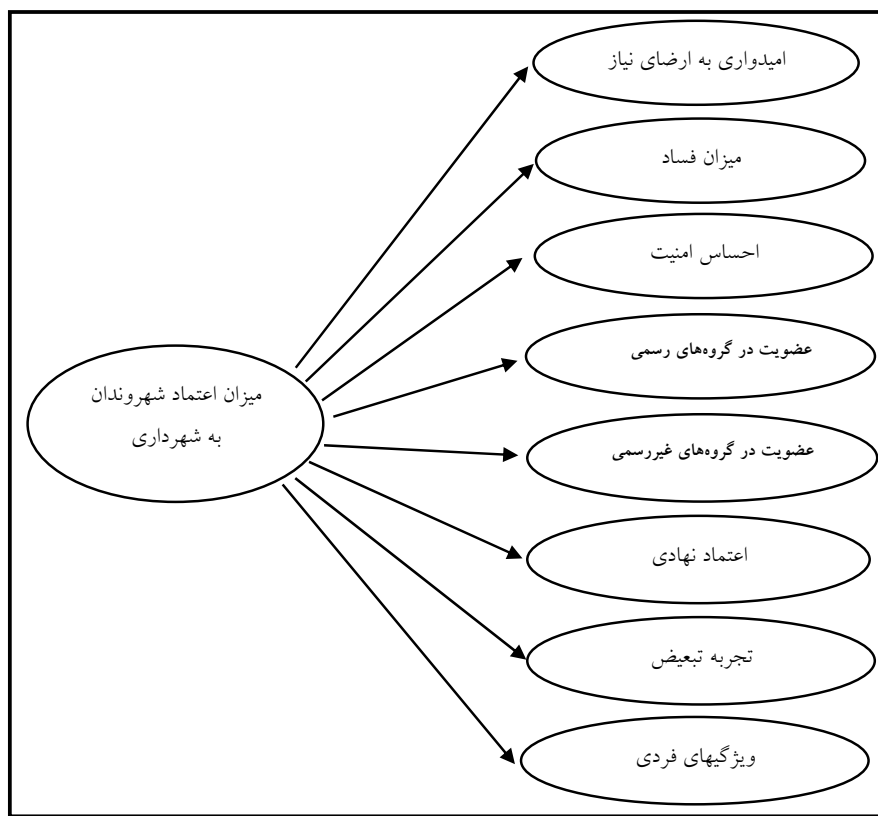 امیدواری به ارضای نیاز
میزان فساد
احساس امنیت
عضویت در گروه‌های رسمی
میزان اعتماد شهروندان
به شهرداری
عضویت در گروه‌های غیررسمی
اعتماد نهادی
تجربه تبعیض
ویژگیهای فردی